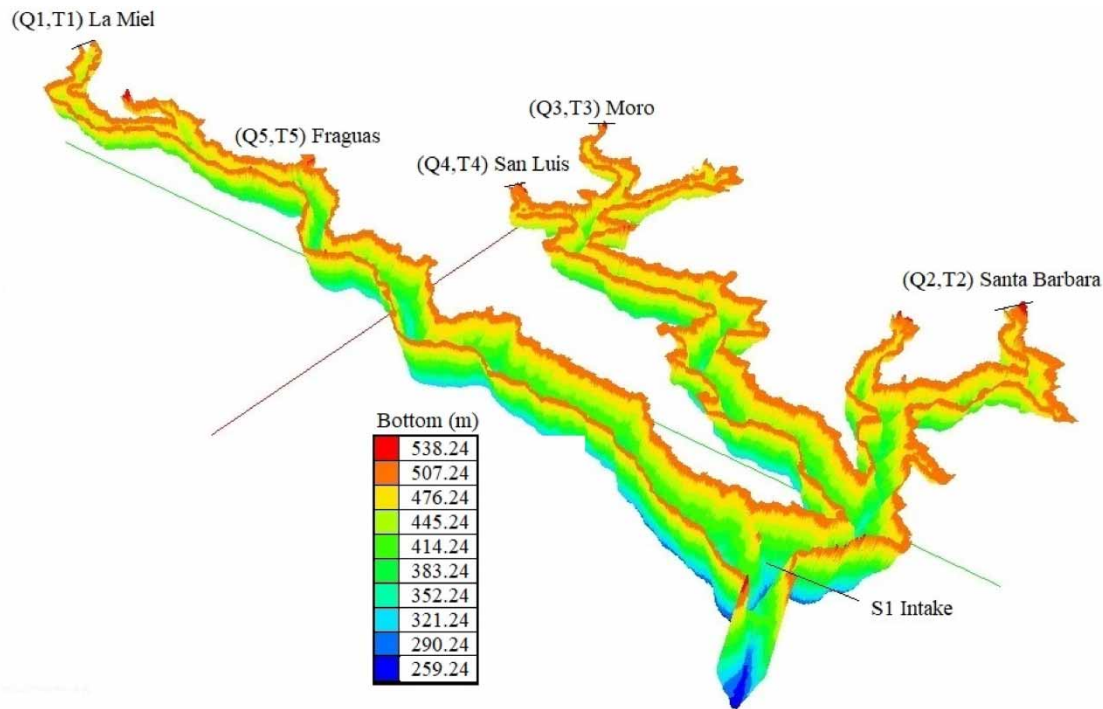 (Q1,T1) La Miel
(Q3,T3) Moro
(Q5,T5) Fraguas
(Q4,T4) San Luis
(Q2,T2) Santa Barbara
Bottom (m)
538.24
507.24
476.24
445.24
414.24
383.24
352.24
321.24
290.24
259.24
S1 Intake